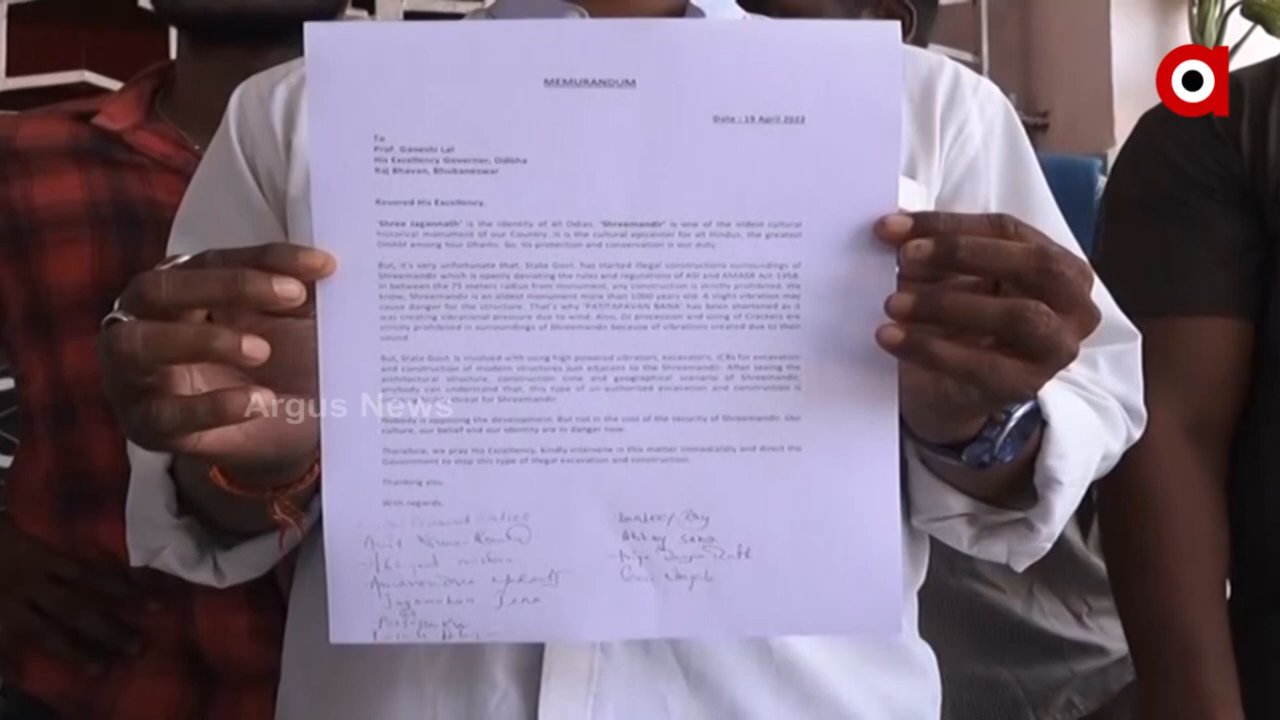 MEMURANDUM
Date : 19 April 2022
To
Prof. Ganeshi Lal
His Excellency Governor, Odisha
Raj Bhavan, Bhubaneswar
Revered His Excellency,
'Shree Jagannath' is the identity of all Odias. 'Shreemandir' is one of the oldest cultural
historical monument of our Country. It is the cultural epicenter for all Hindus, the greatest
DHAM among four Dhams. So, its protection and conservation is our duty.
But, it's very unfortunate that, State Govt. has started illegal constructions surroundings of
Shreemandir which is openly deviating the rules and regulations of ASI and AMASR Act-1958.
In between the 75 meters radius from monument, any construction is strictly prohibited. We
know, Shreemandir is an oldest monument more than 1000 years old. A slight vibration may
cause danger for the structure. That's why 'PATITAPAVAN BANA' has been shortened as it
was creating vibrational pressure due to wind. Also, DJ procession and using of Crackers are
strictly prohibited in surroundings of Shreemandir because of vibrations created due to their
sound
But, State Govt. is involved with using high powered vibrators, excavators, JCBs for excavation
and construction of modern structures just adjacent to the Shreemandir. After seeing the
architectural structure, construction time and geographical scenario of Shreemandir,
anybody can understand that, this type of un-authorised excavation and construction is
threat for Shreemandir.
Argus News
Nobody is opposing the development. But not in the cost of the security of Shreemandir. Our
culture, our belief and our identity are in danger now.
Therefore, we pray His Excellency, kindly intervene in this matter immediately and direct the
Government to stop this type of illegal excavation and construction.
Thanking you.
With regards,
Ray
Akshay
Jagamohan Jena